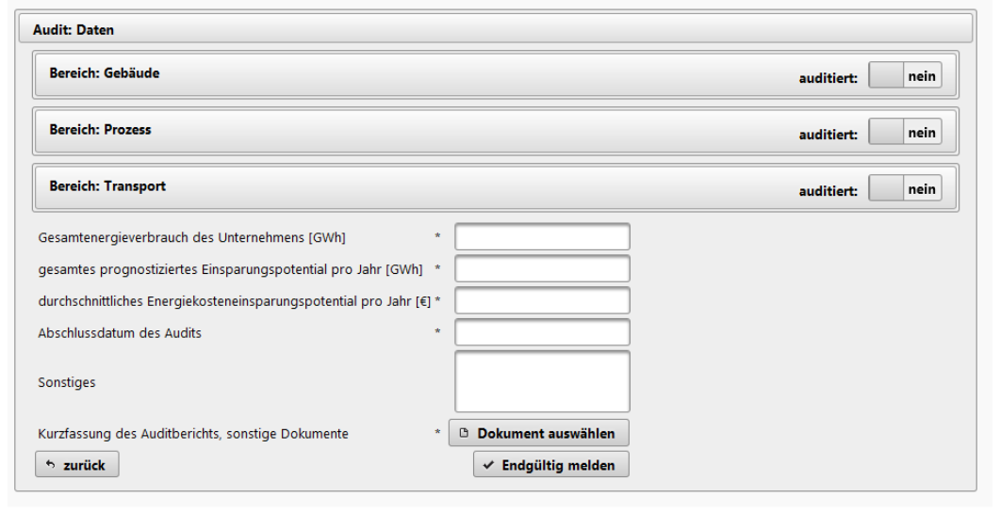 Audit: Daten
Bereich: Gebäude
auditiert: nein
Bereich: Prozess
auditiert: nein
Bereich: Transport
auditiert: nein
Gesamtenergieverbrauch des Unternehmens [GWh] *
gesamtes prognostiziertes Einsparungspotential pro Jahr [GWh] *
durchschnittliches Energiekosteneinsparungspotential pro Jahr [€] *
Abschlussdatum des Audits *
Sonstiges
Kurzfassung des Auditberichts, sonstige Dokumente * Dokument auswählen
zurück Endgültig melden